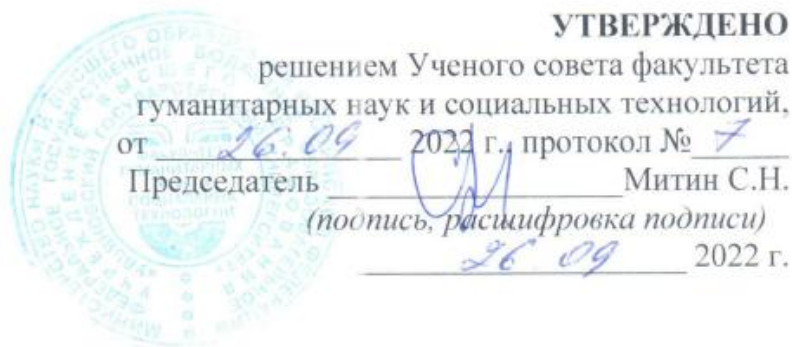 УТВЕРЖДЕНО
решением Ученого совета факультета
гуманитарных наук и социальных технологий,
от 26.09 2022 г., протокол № 7
Председатель Митин С.Н.
(подпись, расшифровка подписи)
26 09 2022 г.